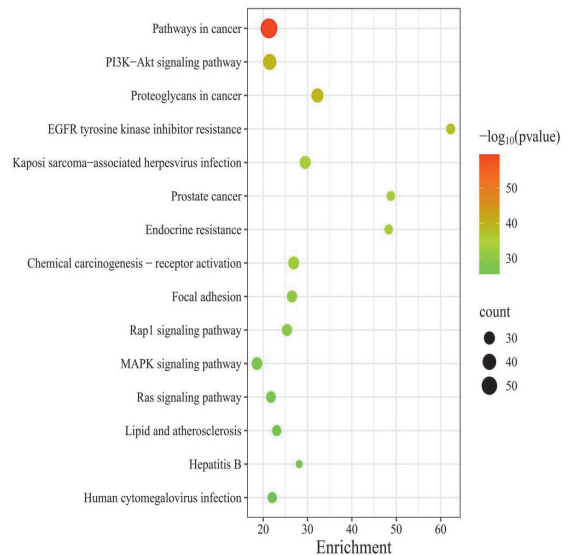 Pathways in cancer
PI3K−Akt signaling pathway
Proteoglycans in cancer
EGFR tyrosine kinase inhibitor resistance
Kaposi sarcoma−associated herpesvirus infection
Prostate cancer
Endocrine resistance
Chemical carcinogenesis − receptor activation
Focal adhesion
Rap1 signaling pathway
MAPK signaling pathway
Ras signaling pathway
Lipid and atherosclerosis
Hepatitis B
Human cytomegalovirus infection
20 30 40 50 60
Enrichment
−log₁₀(pvalue)
50
40
30
count
30
40
50